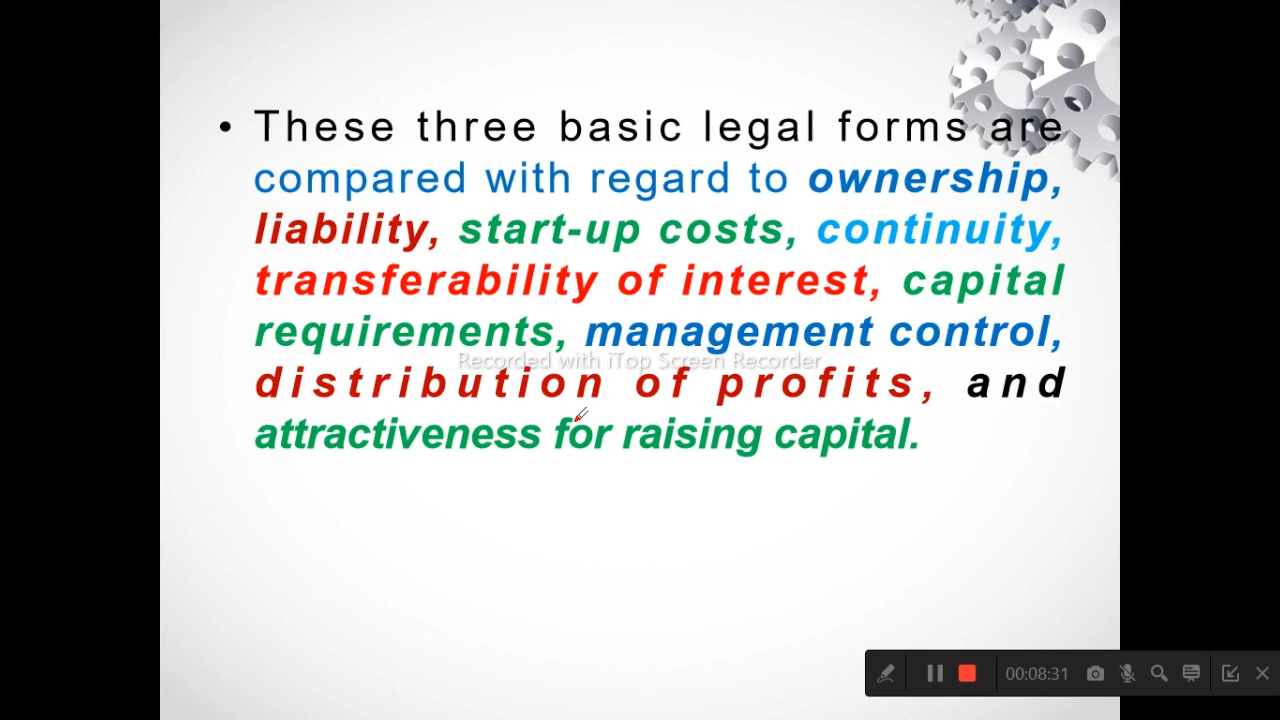 • These three basic legal forms are
compared with regard to ownership,
liability, start-up costs, continuity,
transferability of interest, capital
requirements, management control,
Recorded with iTop Screen Recorder
distribution of profits, and
attractiveness for raising capital.
00:08:31